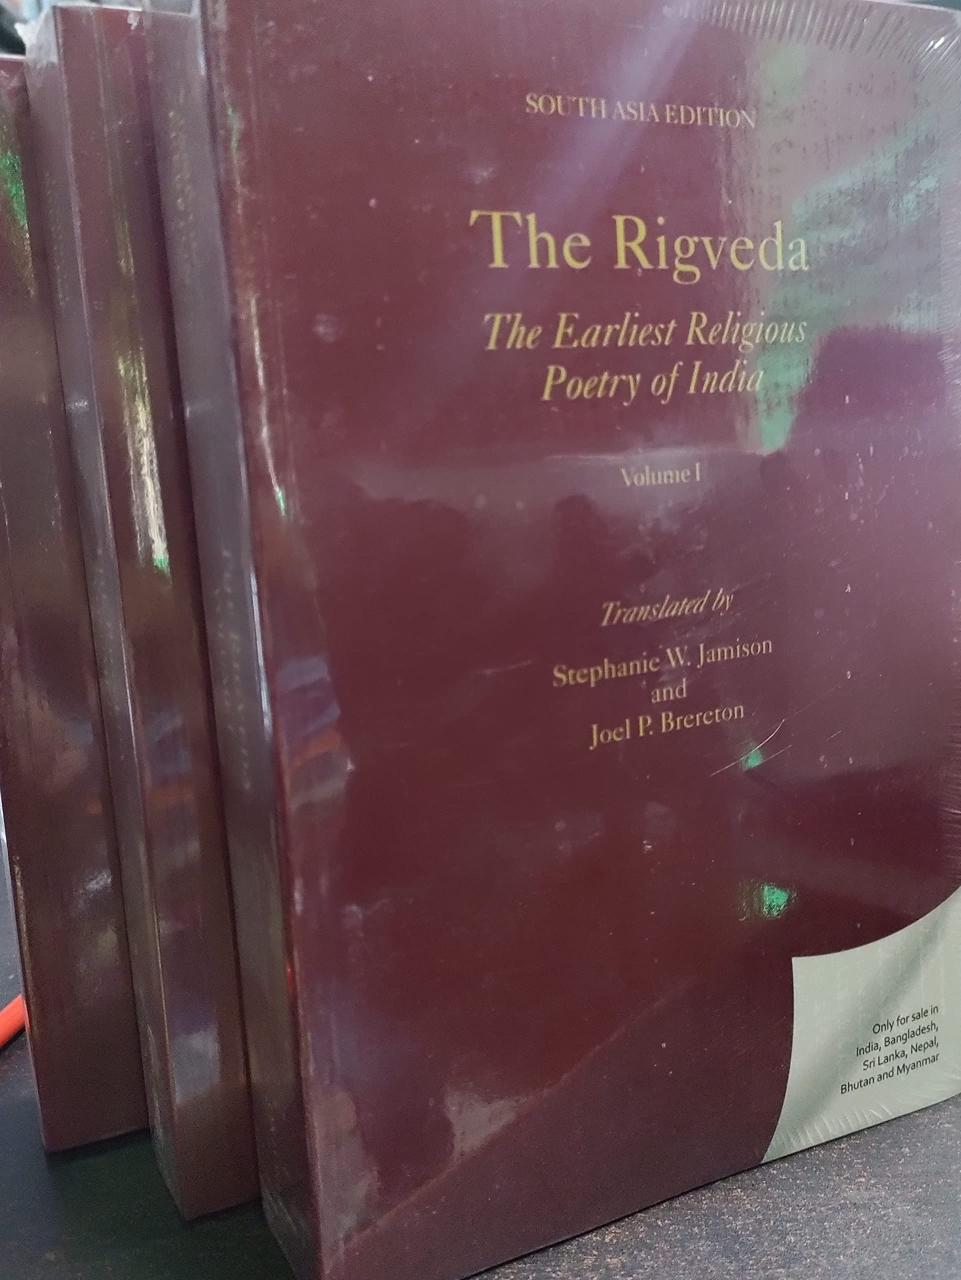 SOUTH ASIA EDITION
The Rigveda
The Earliest Religious
Poetry of India
Volume I
Translated by
Stephanie W. Jamison
and
Joel P. Brereton
Only for sale in
India, Bangladesh,
Sri Lanka, Nepal,
Bhutan and Myanmar